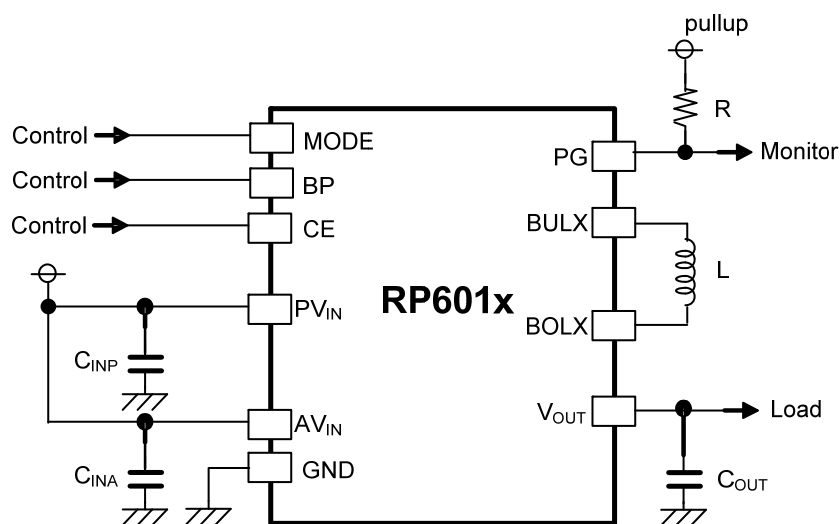 pullup
R
Control
MODE
PG
Monitor
Control
BP
Control
CE
BULX
L
RP601x
PVIN
BOLX
CINP
VOUT
Load
AVIN
CINA
GND
COUT